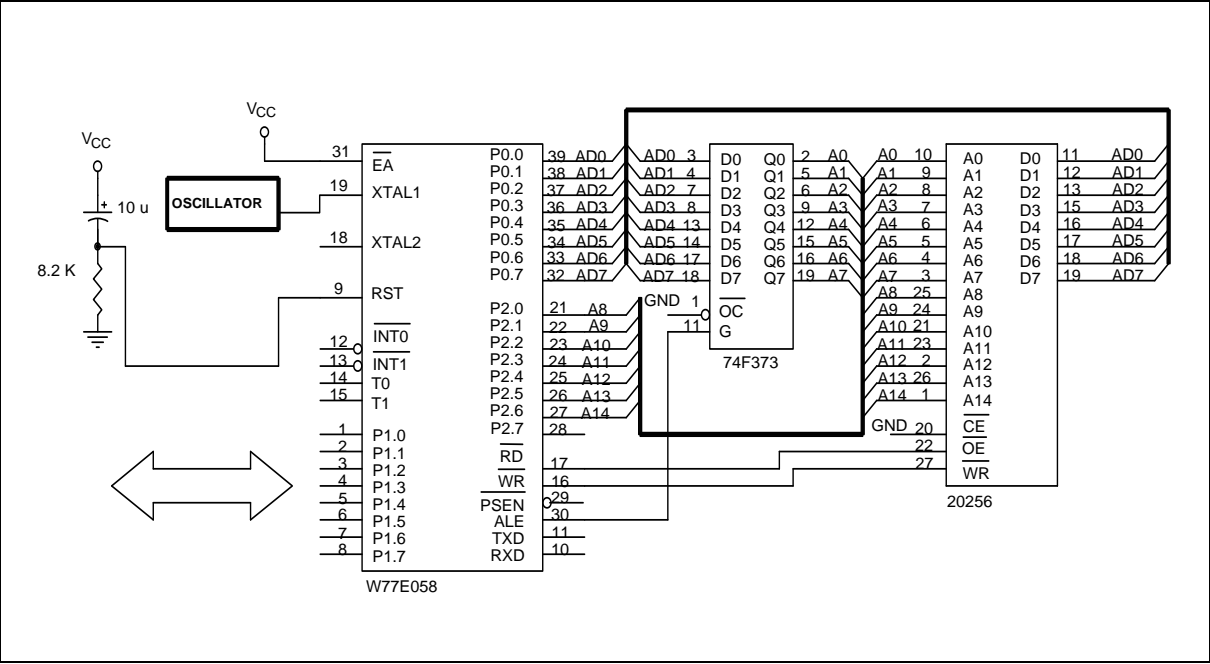 VCC
VCC
10 u
8.2 K
OSCILLATOR
31 EA
19 XTAL1
18 XTAL2
9 RST
12 INT0
13 INT1
14 T0
15 T1
1 P1.0
2 P1.1
3 P1.2
4 P1.3
5 P1.4
6 P1.5
7 P1.6
8 P1.7
P0.0 39 AD0
P0.1 38 AD1
P0.2 37 AD2
P0.3 36 AD3
P0.4 35 AD4
P0.5 34 AD5
P0.6 33 AD6
P0.7 32 AD7
P2.0 21 A8
P2.1 22 A9
P2.2 23 A10
P2.3 24 A11
P2.4 25 A12
P2.5 26 A13
P2.6 27 A14
P2.7 28
RD 17
WR 16
PSEN 29
ALE 30
TXD 11
RXD 10
W77E058
AD0 3 D0 Q0 2 A0
AD1 4 D1 Q1 5 A1
AD2 7 D2 Q2 6 A2
AD3 8 D3 Q3 9 A3
AD4 13 D4 Q4 12 A4
AD5 14 D5 Q5 15 A5
AD6 17 D6 Q6 16 A6
AD7 18 D7 Q7 19 A7
GND 1 OC
11 G
74F373
A0 10 A0 D0 11 AD0
A1 9 A1 D1 12 AD1
A2 8 A2 D2 13 AD2
A3 7 A3 D3 15 AD3
A4 6 A4 D4 16 AD4
A5 5 A5 D5 17 AD5
A6 4 A6 D6 18 AD6
A7 3 A7 D7 19 AD7
A8 25 A8
A9 24 A9
A10 21 A10
A11 23 A11
A12 2 A12
A13 26 A13
A14 1 A14
GND 20 CE
22 OE
27 WR
20256